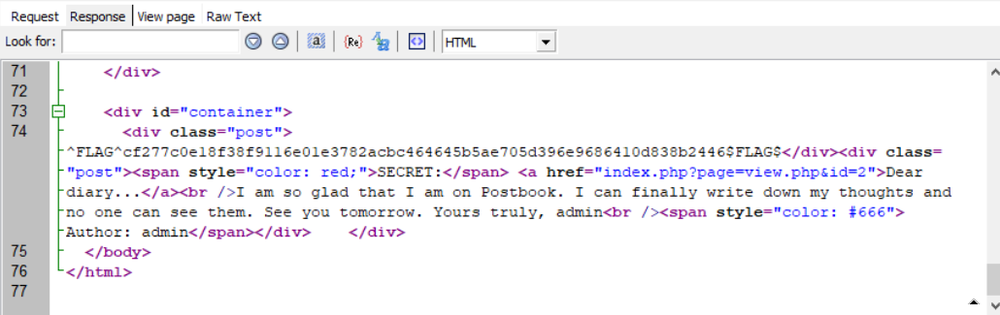 Request Response View page Raw Text
Look for: {Re} HTML
71 </div>
72
73 <div id="container">
74 <div class="post">
^FLAG^cf277c0e18f38f9116e01e3782acbc464645b5ae705d396e9686410d838b2446$FLAG$</div><div class=
"post"><span style="color: red;">SECRET:</span> <a href="index.php?page=view.php&id=2">Dear
diary...</a><br />I am so glad that I am on Postbook. I can finally write down my thoughts and
no one can see them. See you tomorrow. Yours truly, admin<br /><span style="color: #666">
Author: admin</span></div>    </div>
75 </body>
76 </html>
77